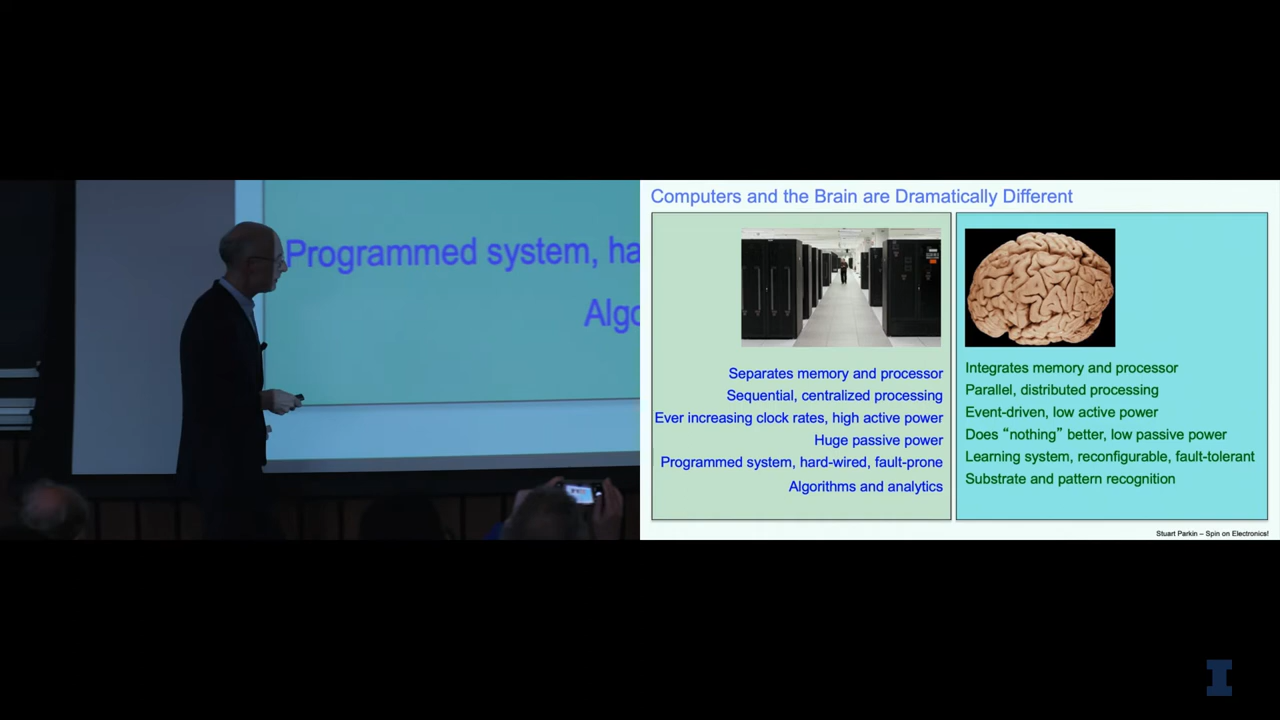 Programmed system, ha
Algo
Computers and the Brain are Dramatically Different
Separates memory and processor
Sequential, centralized processing
Ever increasing clock rates, high active power
Huge passive power
Programmed system, hard-wired, fault-prone
Algorithms and analytics
Integrates memory and processor
Parallel, distributed processing
Event-driven, low active power
Does “nothing” better, low passive power
Learning system, reconfigurable, fault-tolerant
Substrate and pattern recognition
Stuart Parkin – Spin on Electronics!
I